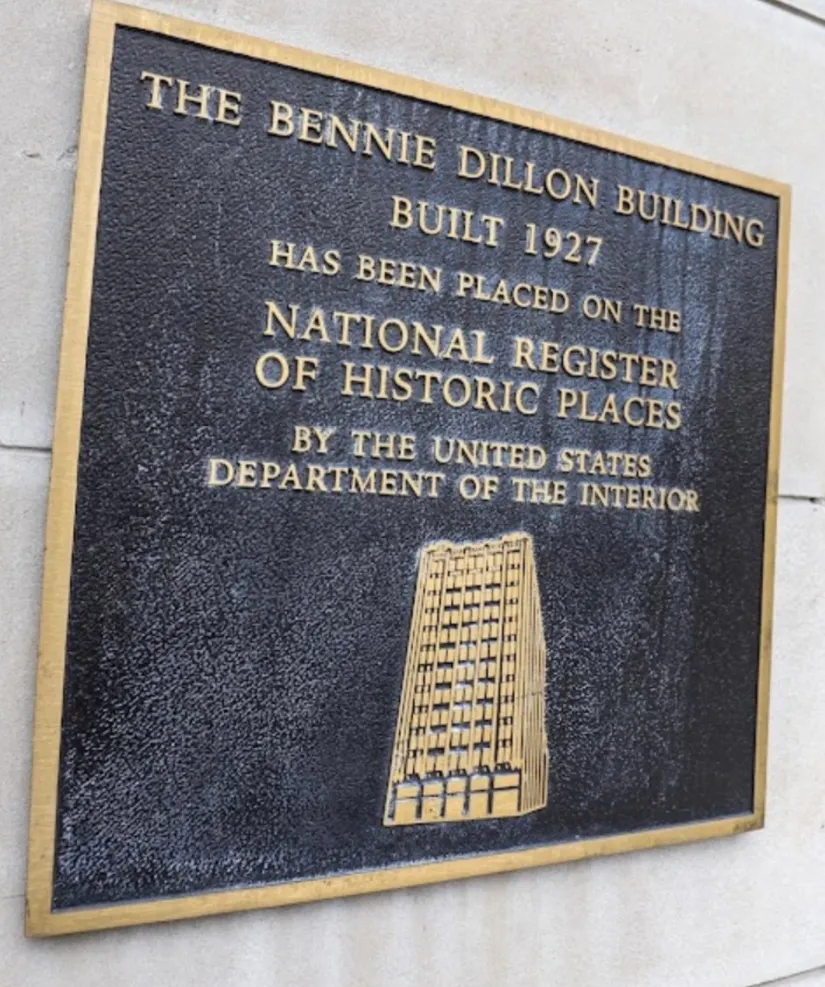 THE BENNIE DILLON BUILDING
BUILT 1927
HAS BEEN PLACED ON THE
NATIONAL REGISTER
OF HISTORIC PLACES
BY THE UNITED STATES
DEPARTMENT OF THE INTERIOR